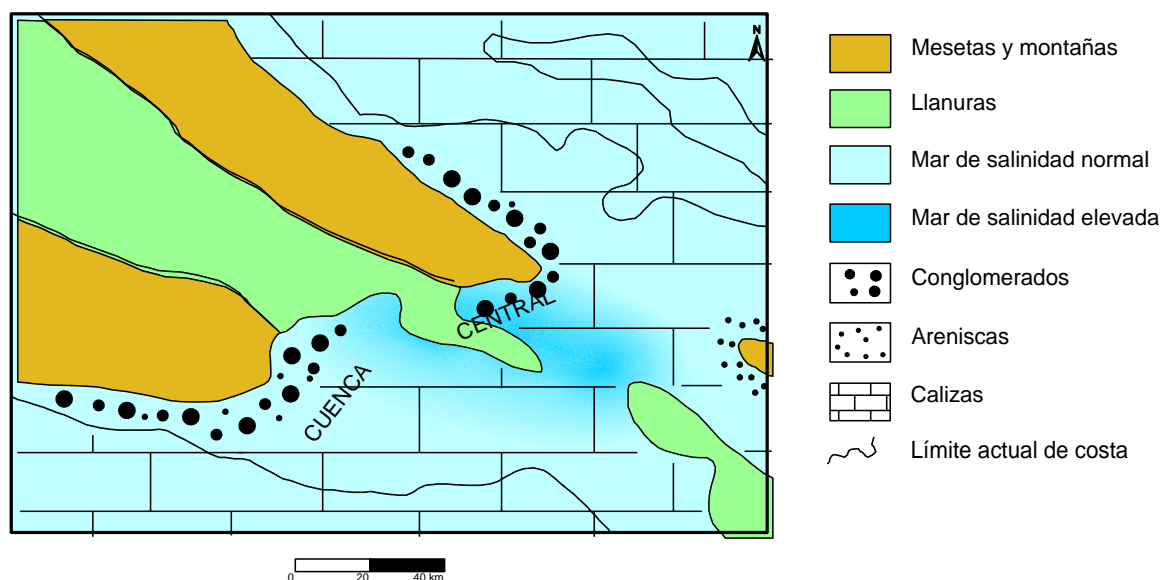 N
CENTRAL
CUENCA
0 20 40 km
Mesetas y montañas
Llanuras
Mar de salinidad normal
Mar de salinidad elevada
Conglomerados
Areniscas
Calizas
Límite actual de costa